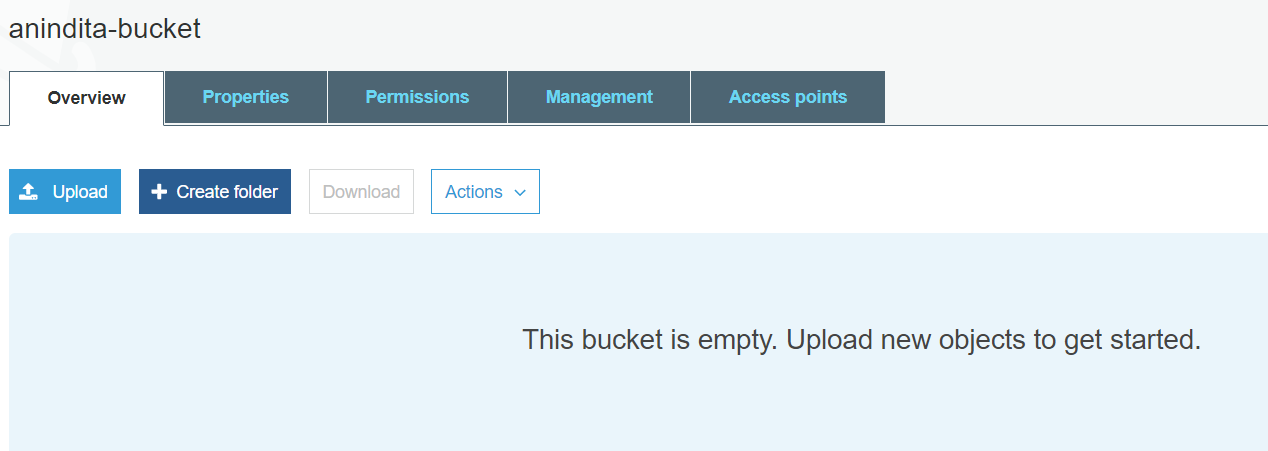 anindita-bucket
Overview Properties Permissions Management Access points
Upload Create folder Download Actions
This bucket is empty. Upload new objects to get started.